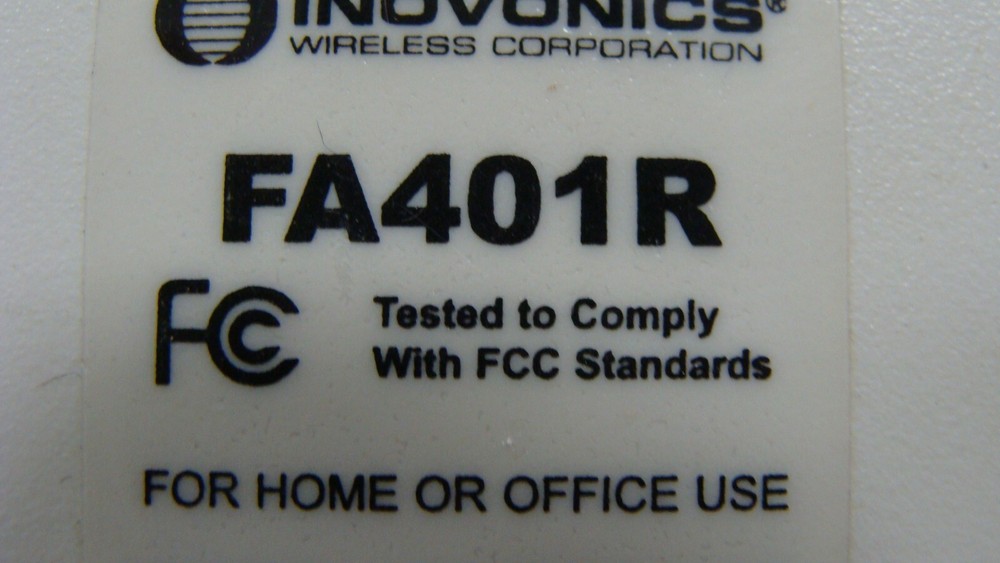 INOVONICS®
WIRELESS CORPORATION
FA401R
FC Tested to Comply
With FCC Standards
FOR HOME OR OFFICE USE